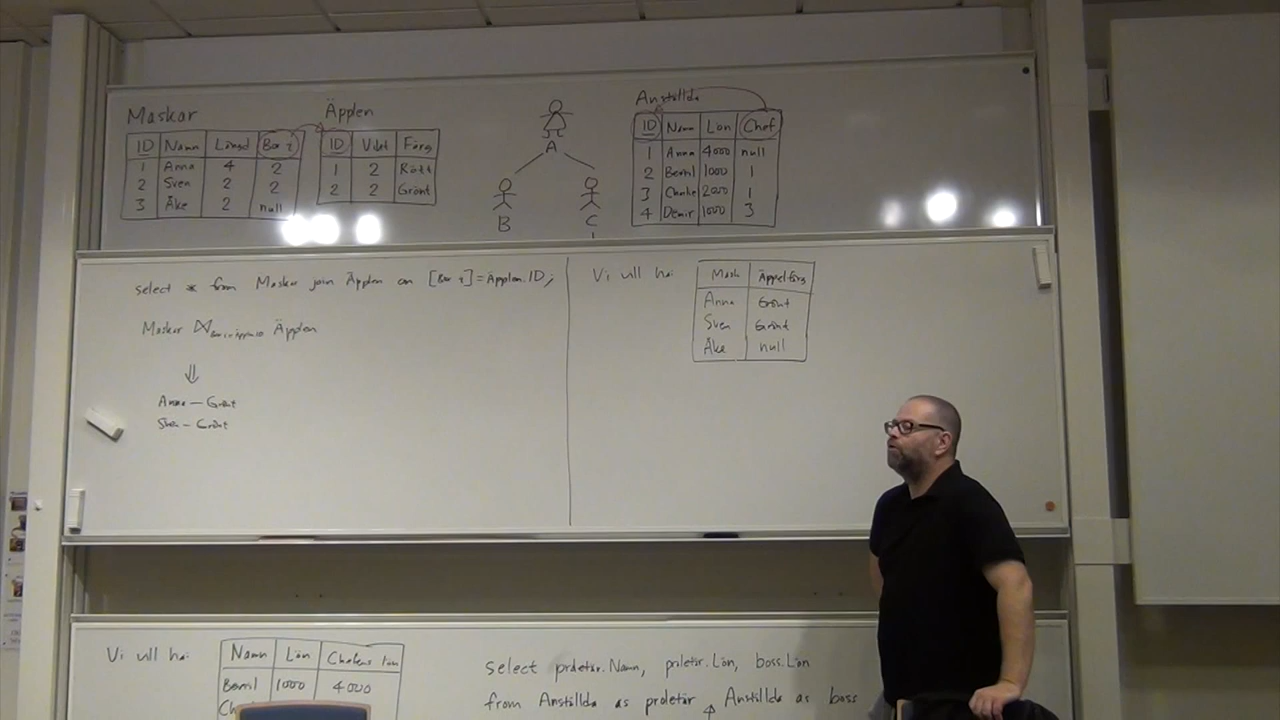 Maskar
ID Namn Längd Bor i
1 Anna 4 2
2 Sven 2 2
3 Åke 2 null
Äpplen
ID Vikt Färg
1 2 Rött
2 2 Grönt
A
B C
Anställda
ID Namn Lön Chef
1 Anna 4000 null
2 Bertil 1000 1
3 2000 1
4 Demir 1000 3
select * from Maskar join Äpplen on [Bor i]=Äpplen.ID;
Maskar ⋈ Bor i=Äpplen.ID Äpplen
⇓
Anna – Grönt
Sven – Grönt
Vi vill ha:
Mask Äppelfärg
Anna Grönt
Sven Grönt
Åke null
Vi vill ha:
Namn Lön Chefens lön
Bertil 1000 4000
select proletär.Namn, proletär.Lön, boss.Lön
from Anställda as proletär Anställda as boss